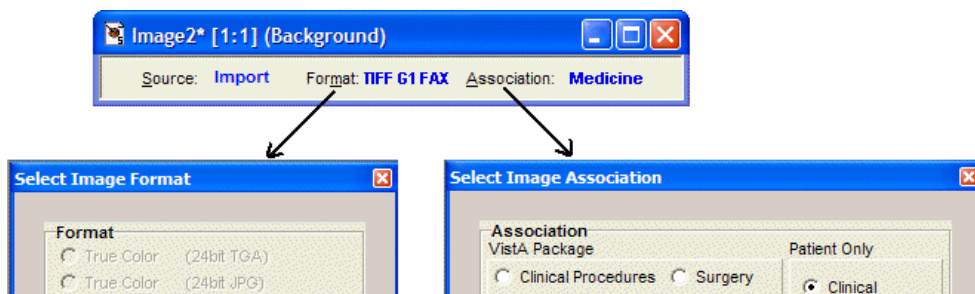 Image2* [1:1] (Background)
Source: Import Format: TIFF G1 FAX Association: Medicine
Select Image Format
Format
True Color (24bit TGA)
True Color (24bit JPG)
Select Image Association
Association
VistA Package Patient Only
Clinical Procedures Surgery Clinical